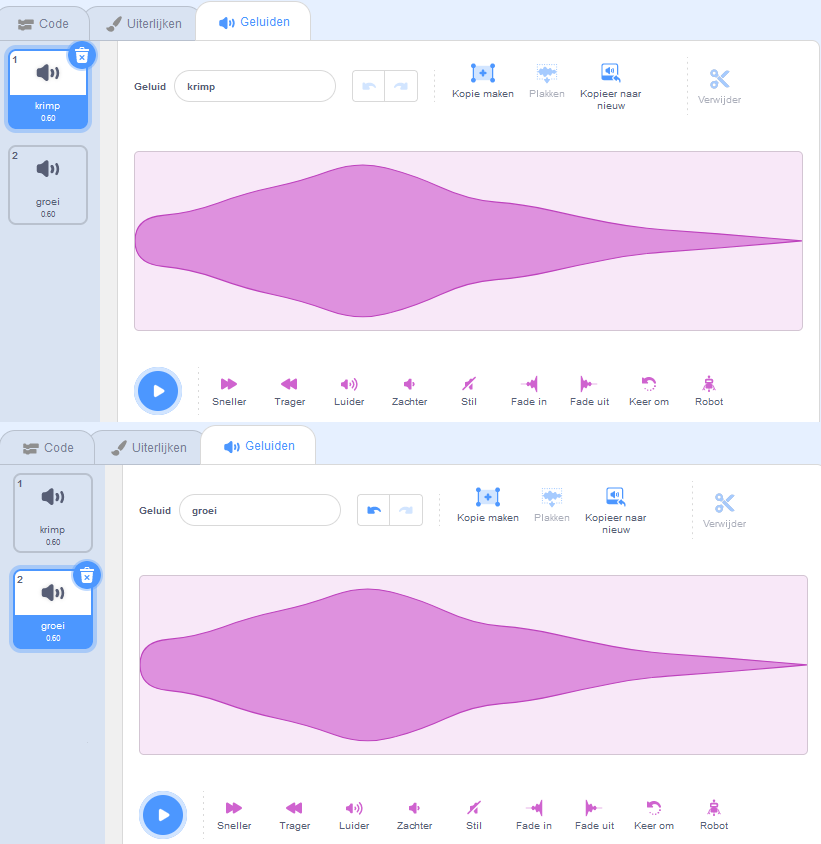 Code Uiterlijken Geluiden
1
krimp
0.60
2
groei
0.60
Geluid krimp
Kopie maken Plakken Kopieer naar
nieuw
Verwijder
Sneller Trager Luider Zachter Stil Fade in Fade uit Keer om Robot
Code Uiterlijken Geluiden
1
krimp
0.60
2
groei
0.60
Geluid groei
Kopie maken Plakken Kopieer naar
nieuw
Verwijder
Sneller Trager Luider Zachter Stil Fade in Fade uit Keer om Robot